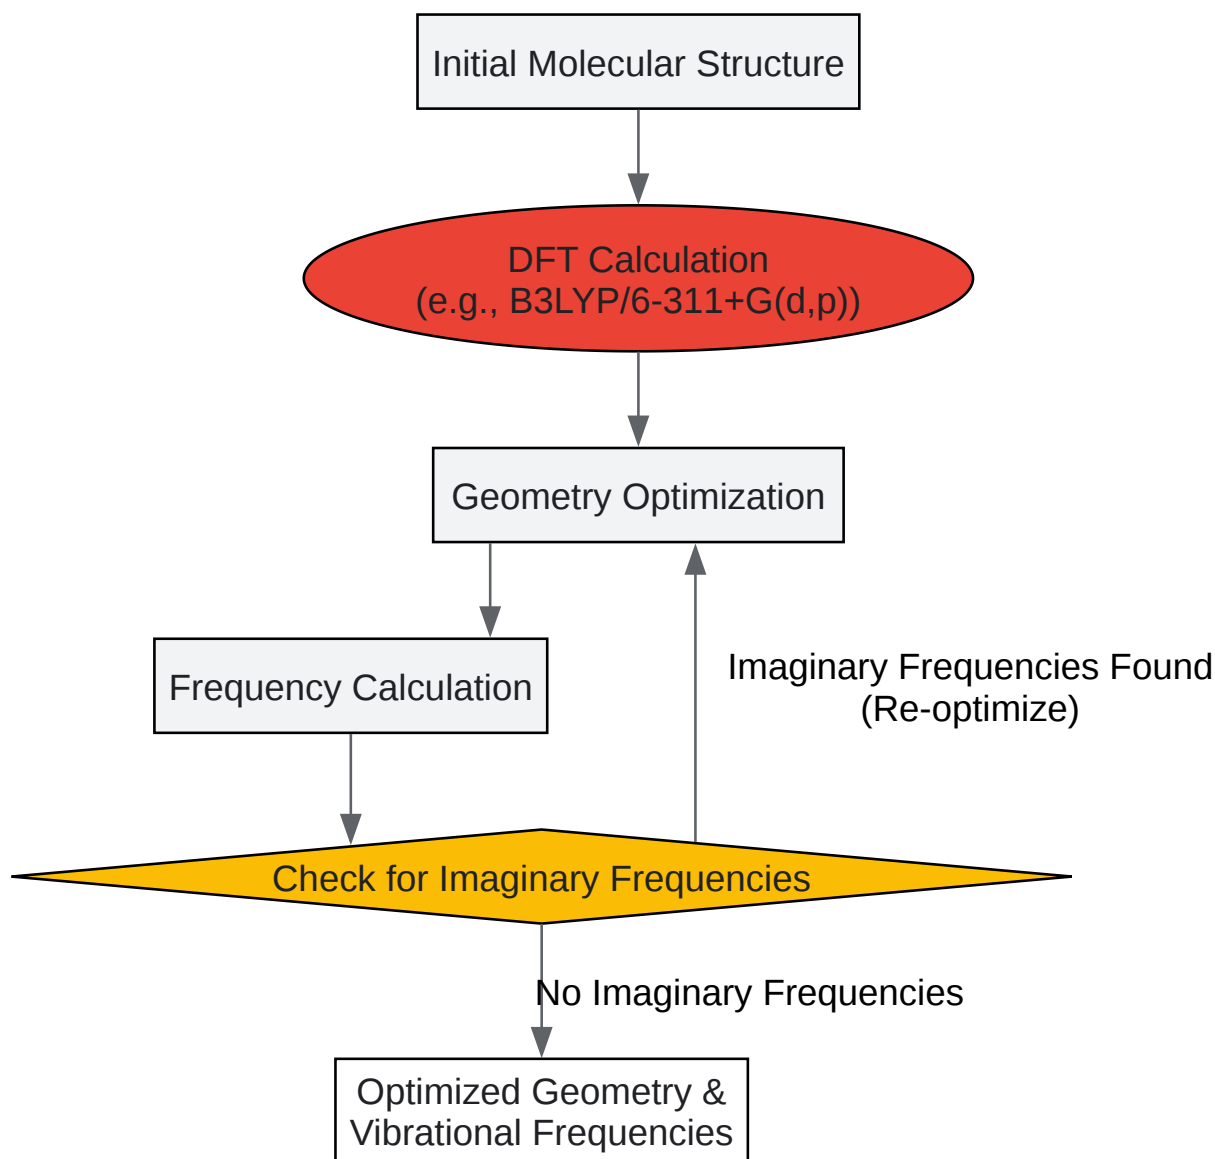 Initial Molecular Structure
DFT Calculation
(e.g., B3LYP/6-311+G(d,p))
Geometry Optimization
Frequency Calculation
Imaginary Frequencies Found
(Re-optimize)
Check for Imaginary Frequencies
No Imaginary Frequencies
Optimized Geometry &
Vibrational Frequencies